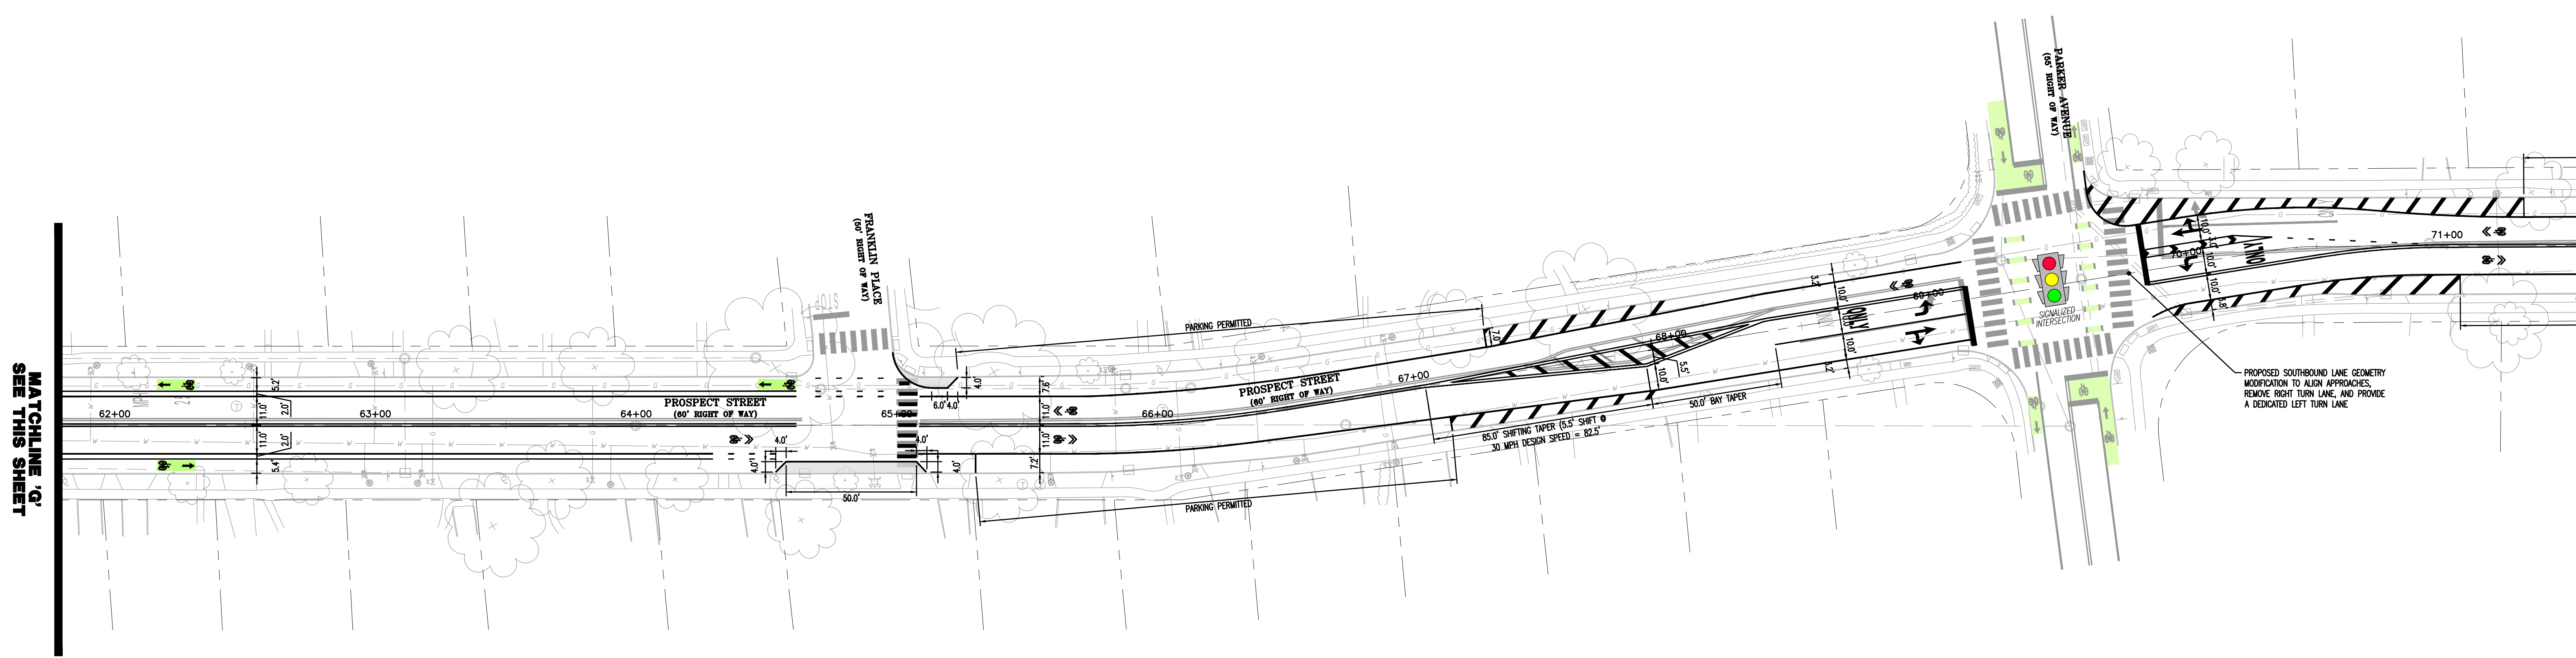 MATCHLINE 'G'
SEE THIS SHEET
62+00
63+00
64+00
65+00
66+00
67+00
68+00
69+00
70+00
71+00
5.2'
11.0'
2.0'
11.0'
2.0'
5.4'
PROSPECT STREET
(60' RIGHT OF WAY)
FRANKLIN PLACE
(50' RIGHT OF WAY)
STOP
4.0'
4.0'
50.0'
4.0'
4.0'
6.0'
4.0'
4.0'
7.6'
11.0'
11.0'
7.2'
PARKING PERMITTED
PARKING PERMITTED
PROSPECT STREET
(60' RIGHT OF WAY)
7.0'
85.0' SHIFTING TAPER (5.5' SHIFT @
30 MPH DESIGN SPEED = 82.5'
10.0'
5.5'
50.0' BAY TAPER
3.2'
10.0'
10.0'
10.0'
ONLY
PARKER AVENUE
(55' RIGHT OF WAY)
SIGNALIZED
INTERSECTION
10.0'
10.0'
10.0'
ONLY
PROPOSED SOUTHBOUND LANE GEOMETRY
MODIFICATION TO ALIGN APPROACHES,
REMOVE RIGHT TURN LANE, AND PROVIDE
A DEDICATED LEFT TURN LANE